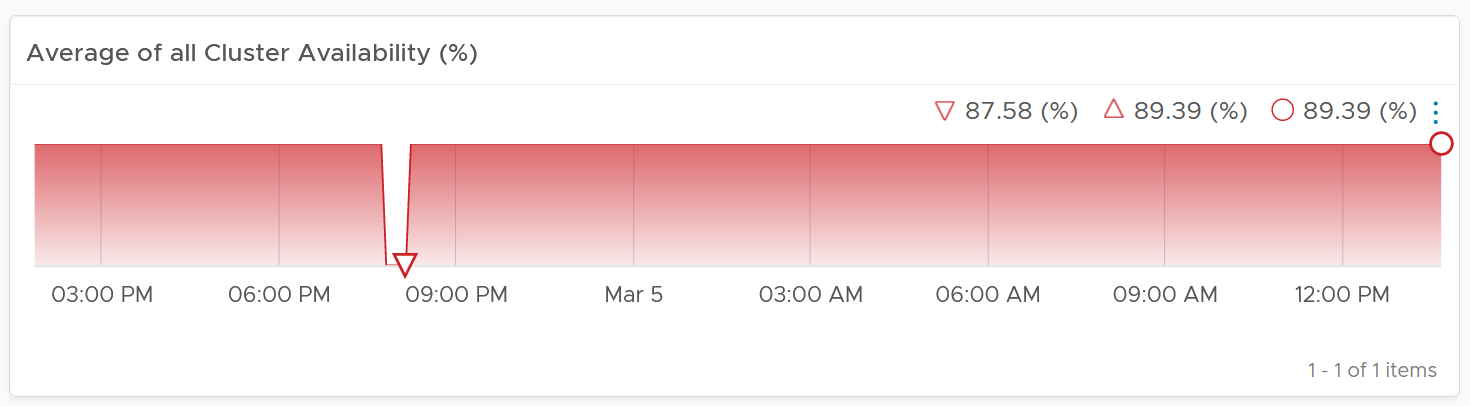 Average of all Cluster Availability (%)
87.58 (%) 89.39 (%) 89.39 (%)
03:00 PM 06:00 PM 09:00 PM Mar 5 03:00 AM 06:00 AM 09:00 AM 12:00 PM
1 - 1 of 1 items